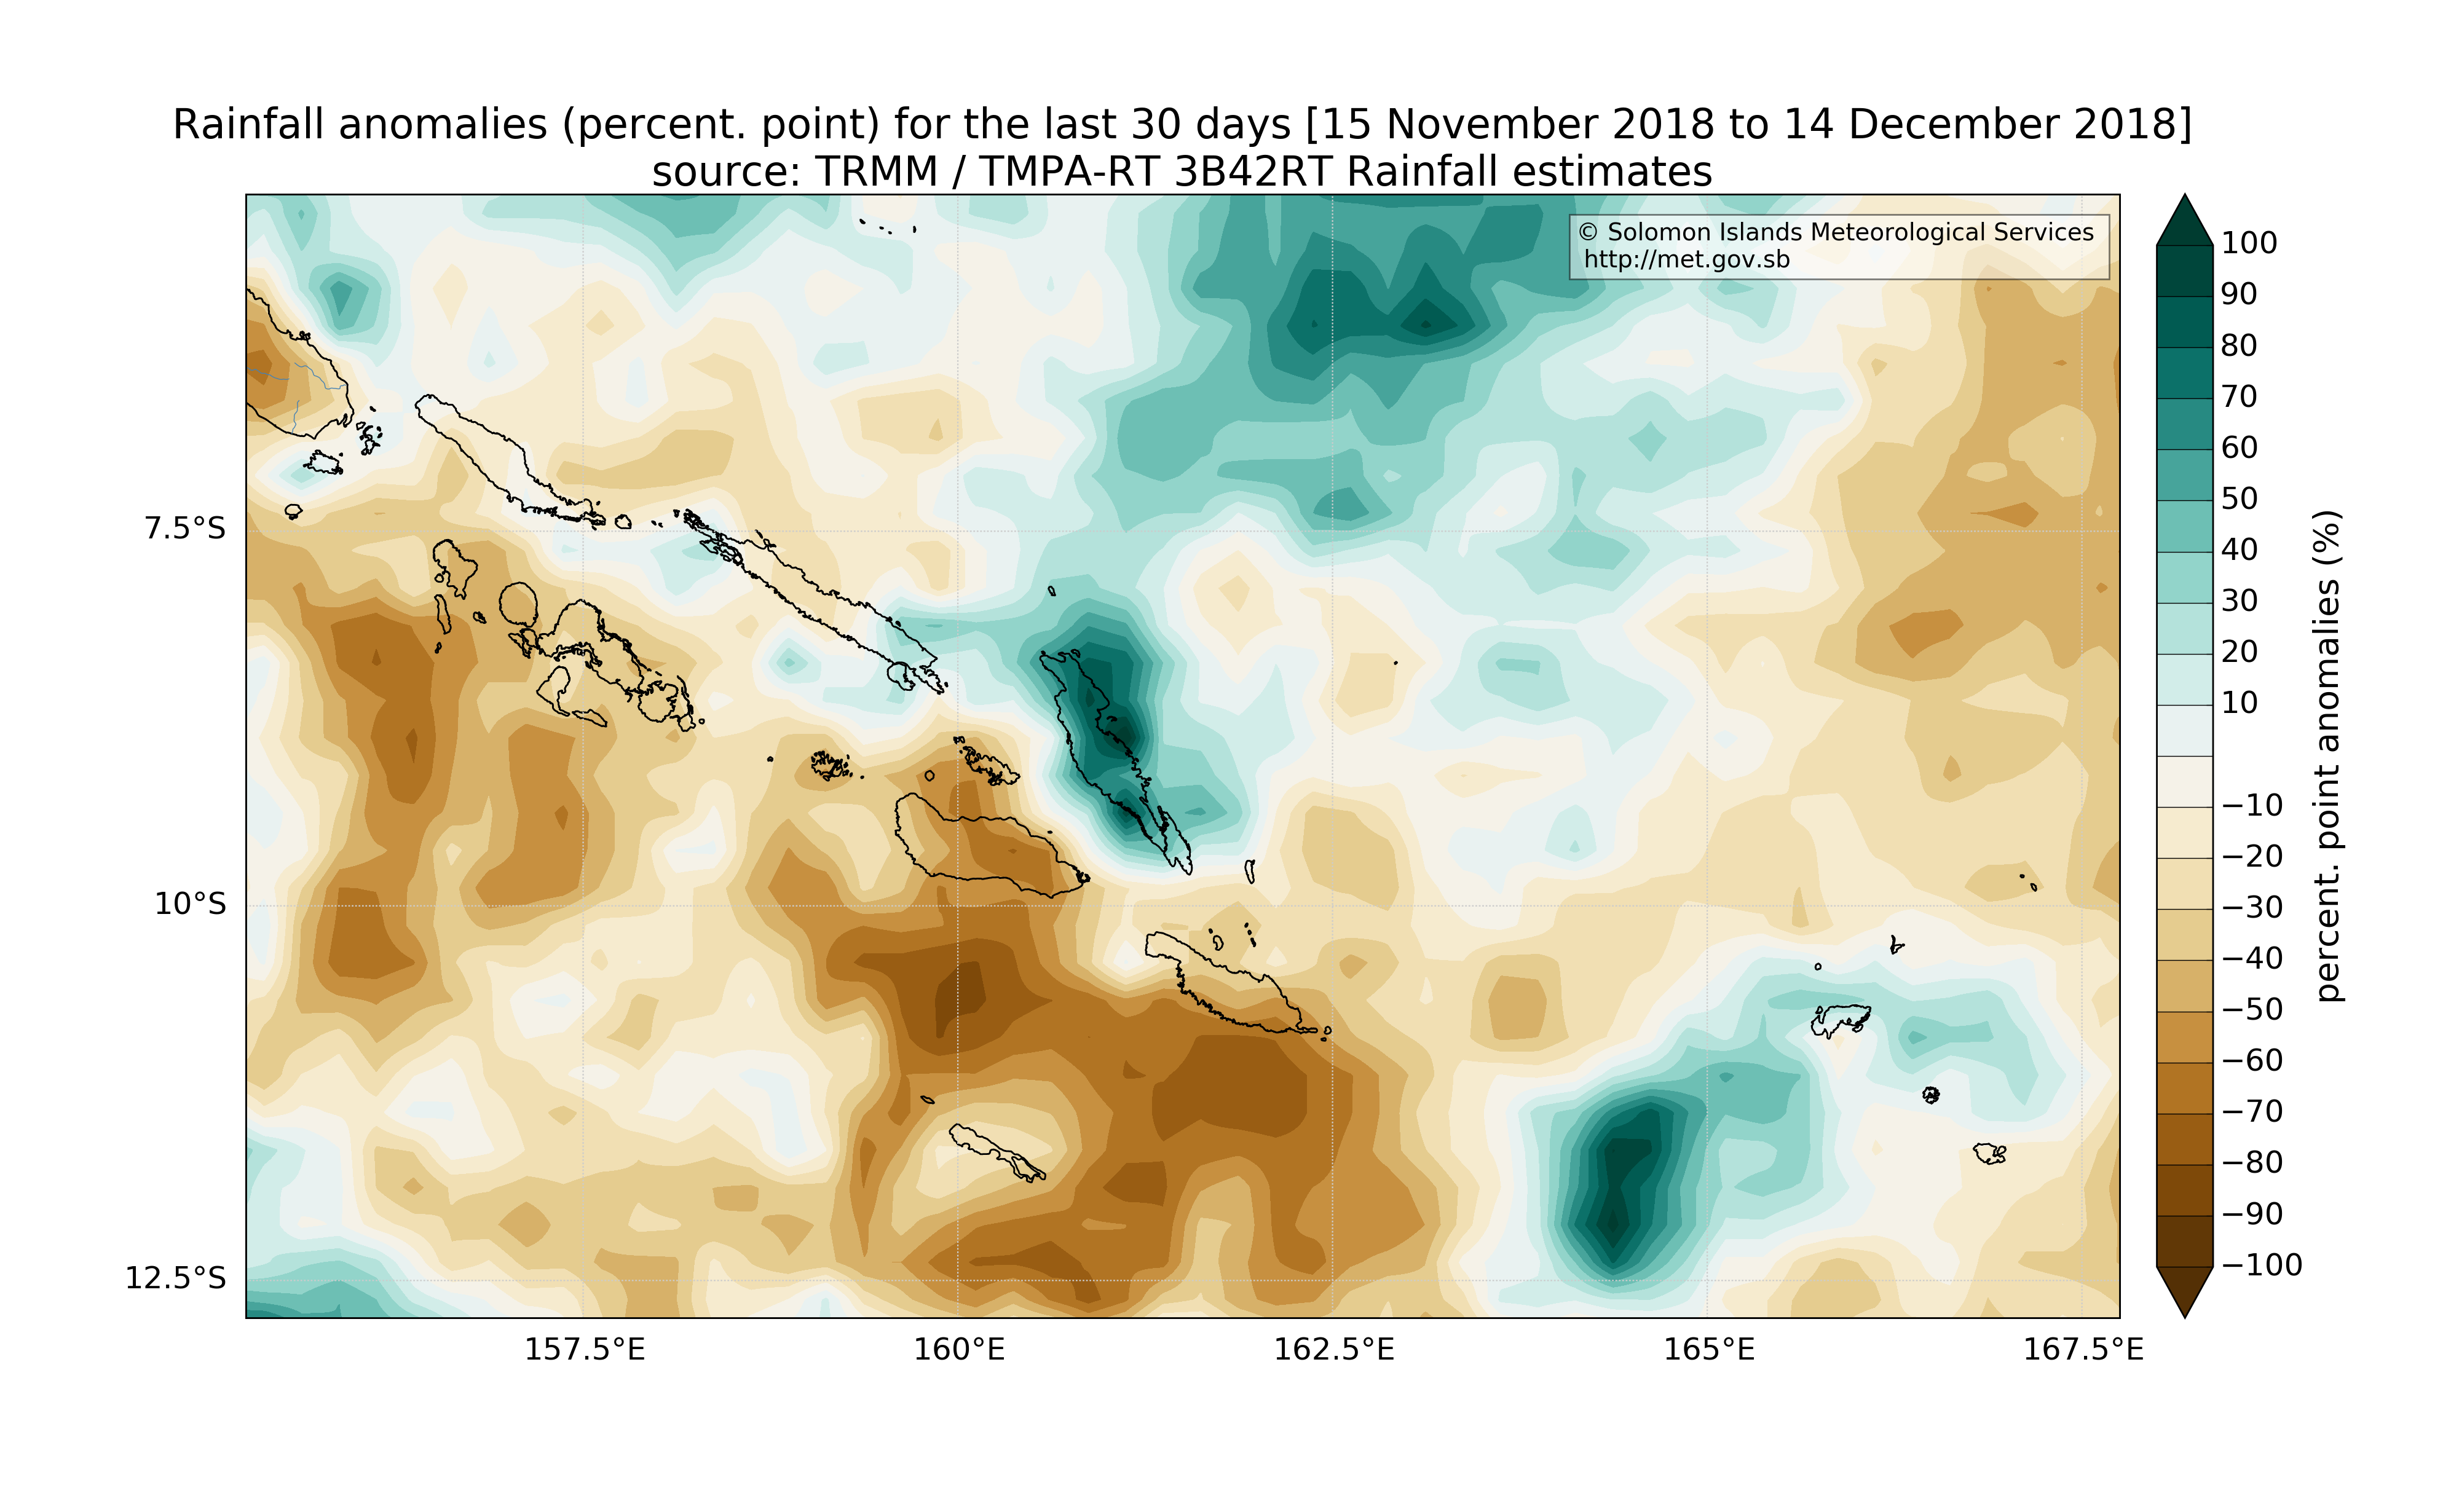 Rainfall anomalies (percent. point) for the last 30 days [15 November 2018 to 14 December 2018]
source: TRMM / TMPA-RT 3B42RT Rainfall estimates
© Solomon Islands Meteorological Services
http://met.gov.sb
7.5°S
10°S
12.5°S
157.5°E
160°E
162.5°E
165°E
167.5°E
100
90
80
70
60
50
40
30
20
10
−10
−20
−30
−40
−50
−60
−70
−80
−90
−100
percent. point anomalies (%)